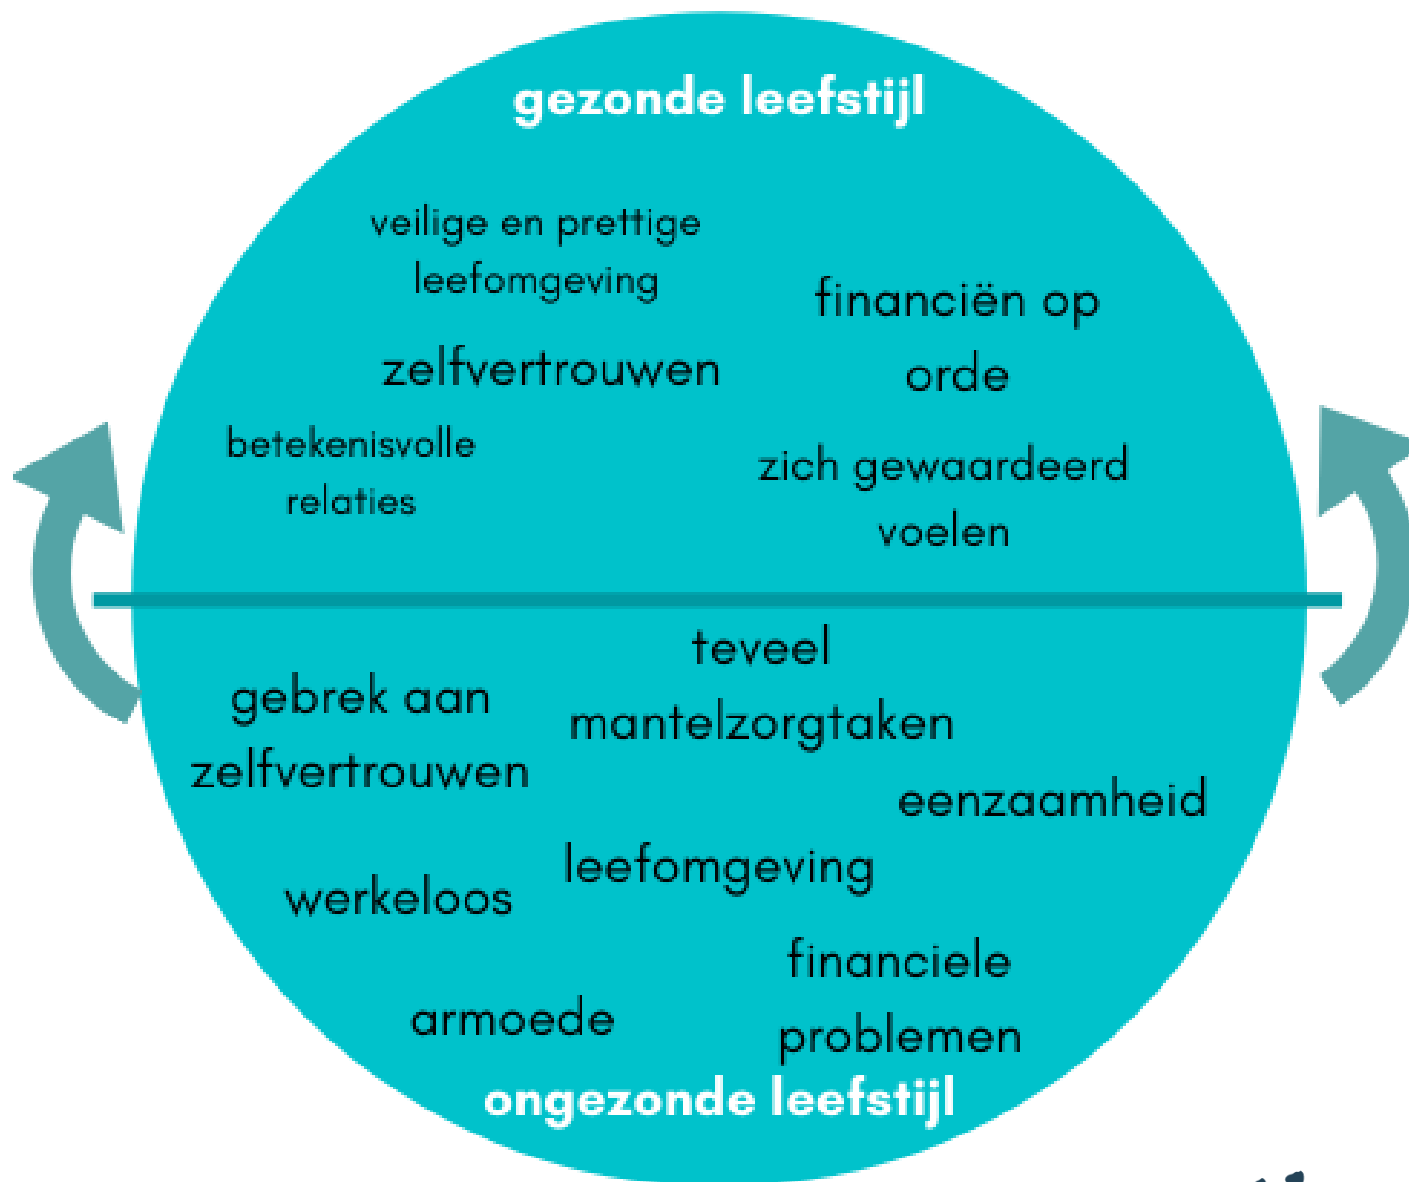 gezonde leefstijl
veilige en prettige
leefomgeving
financiën op
orde
zelfvertrouwen
betekenisvolle
relaties
zich gewaardeerd
voelen
teveel
mantelzorgtaken
gebrek aan
zelfvertrouwen
eenzaamheid
leefomgeving
werkeloos
financiele
problemen
armoede
ongezonde leefstijl